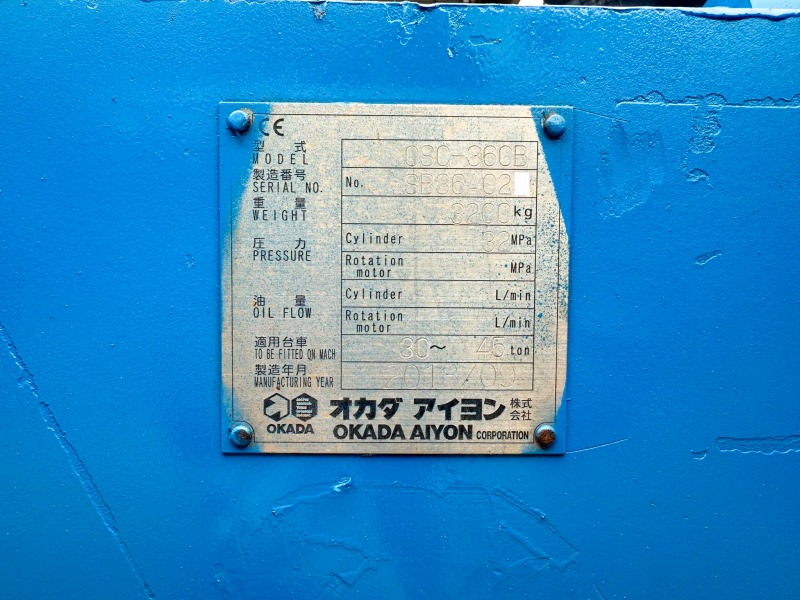 CE
型式 OSC-360B
MODEL
製造番号 No.
SERIAL NO.
重量 kg
WEIGHT
圧力 Cylinder 32 MPa
PRESSURE Rotation motor MPa
油量 Cylinder L/min
OIL FLOW Rotation motor L/min
適用台車 30～45 ton
TO BE FITTED ON MACH
製造年月
MANUFACTURING YEAR
オカダ アイヨン 株式会社
OKADA OKADA AIYON CORPORATION